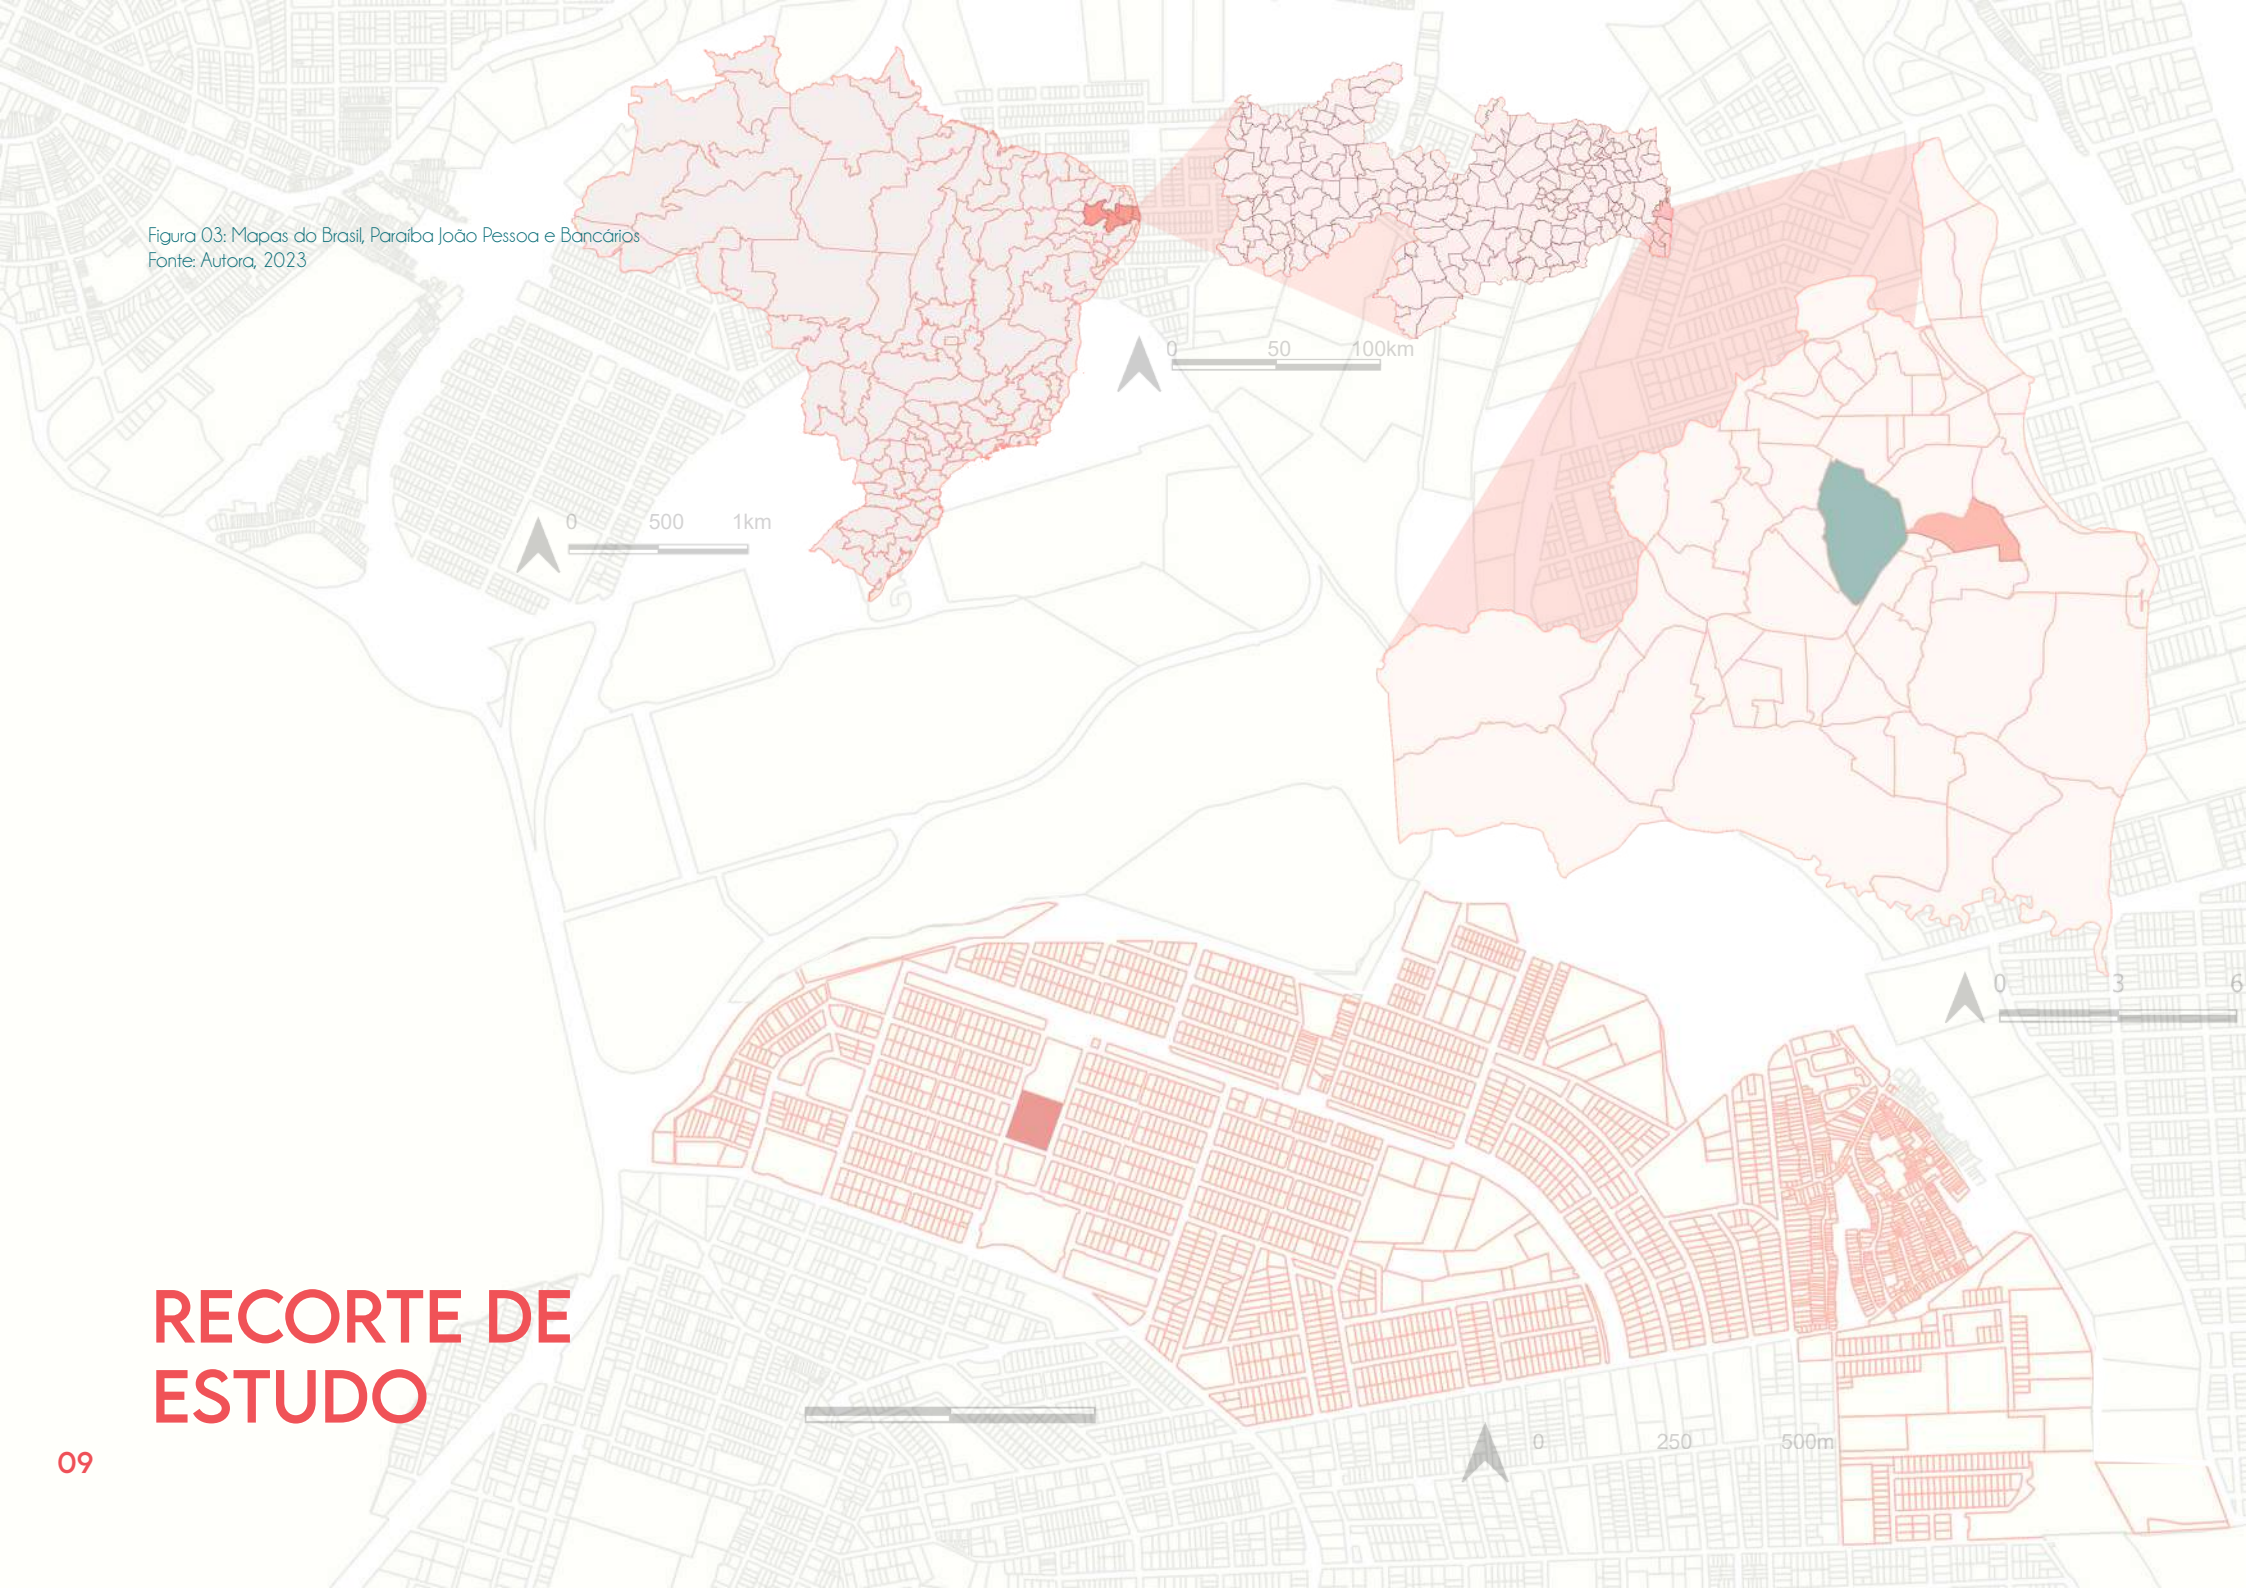 Figura 03: Mapas do Brasil, Paraíba João Pessoa e Bancários
Fonte: Autora, 2023
0 50 100km
0 500 1km
0 3 6
RECORTE DE
ESTUDO
0 250 500m
09